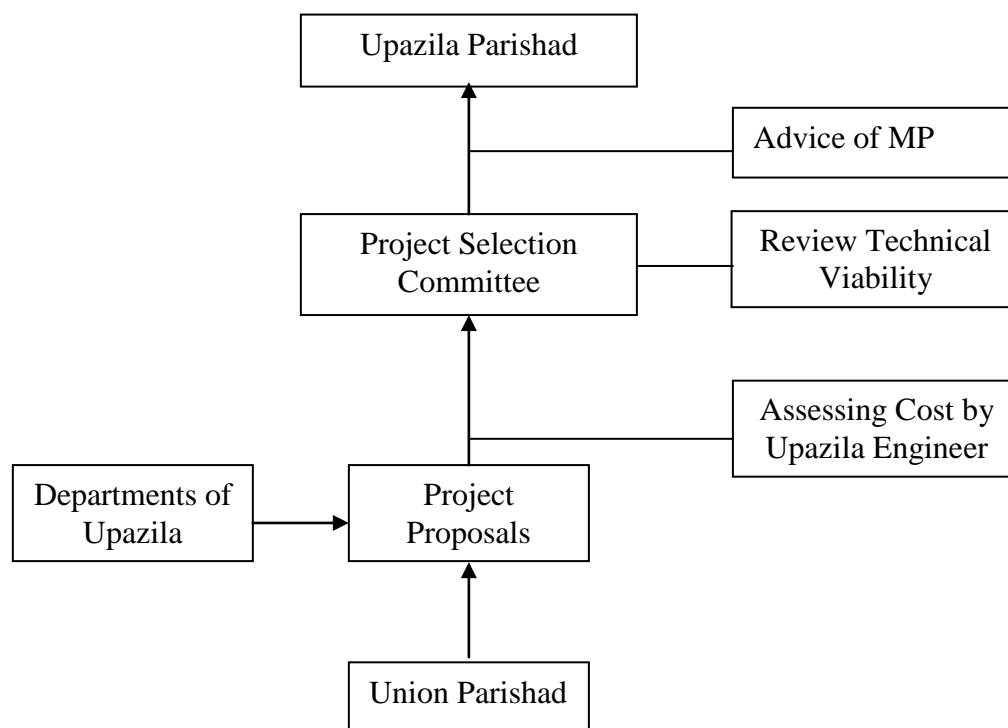 Upazila Parishad
Advice of MP
Project Selection
Committee
Review Technical
Viability
Assessing Cost by
Upazila Engineer
Departments of
Upazila
Project
Proposals
Union Parishad